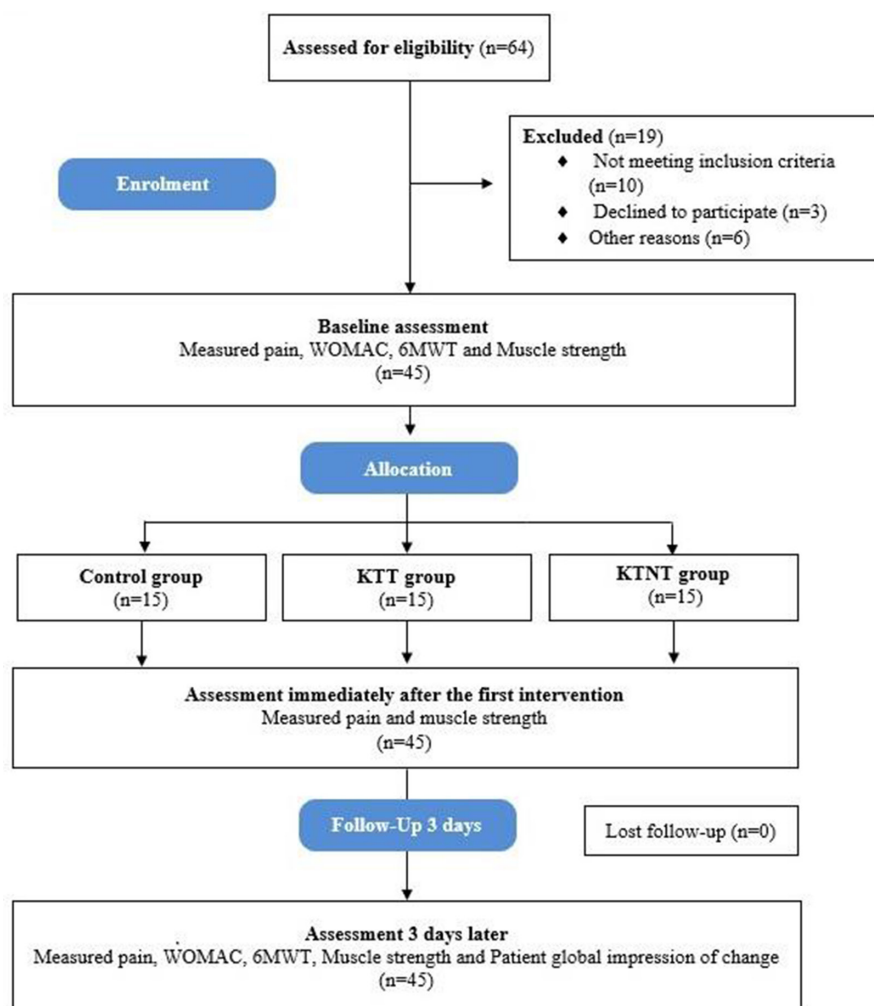 Assessed for eligibility (n=64)
Excluded (n=19)
♦ Not meeting inclusion criteria
(n=10)
♦ Declined to participate (n=3)
♦ Other reasons (n=6)
Enrolment
Baseline assessment
Measured pain, WOMAC, 6MWT and Muscle strength
(n=45)
Allocation
Control group
(n=15)
KTT group
(n=15)
KTNT group
(n=15)
Assessment immediately after the first intervention
Measured pain and muscle strength
(n=45)
Follow-Up 3 days
Lost follow-up (n=0)
Assessment 3 days later
Measured pain, WOMAC, 6MWT, Muscle strength and Patient global impression of change
(n=45)